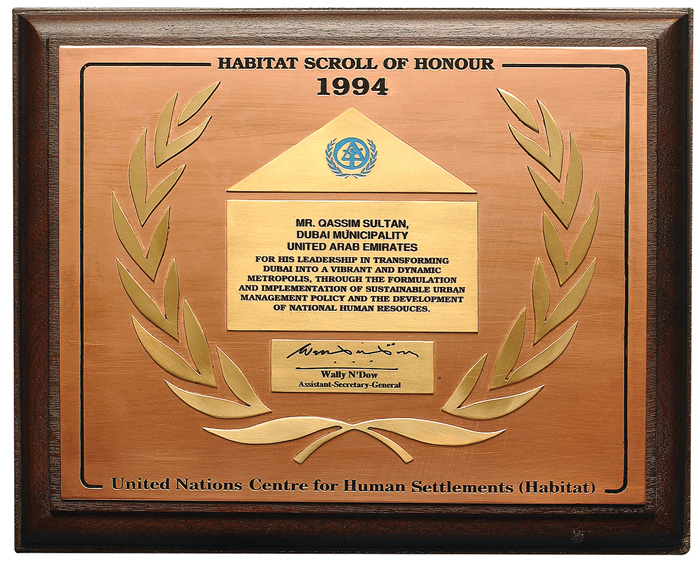 HABITAT SCROLL OF HONOUR
1994
MR. QASSIM SULTAN,
DUBAI MUNICIPALITY
UNITED ARAB EMIRATES
FOR HIS LEADERSHIP IN TRANSFORMING
DUBAI INTO A VIBRANT AND DYNAMIC
METROPOLIS, THROUGH THE FORMULATION
AND IMPLEMENTATION OF SUSTAINABLE URBAN
MANAGEMENT POLICY AND THE DEVELOPMENT
OF NATIONAL HUMAN RESOUCES.
Wally N'Dow
Assistant-Secretary-General
United Nations Centre for Human Settlements (Habitat)